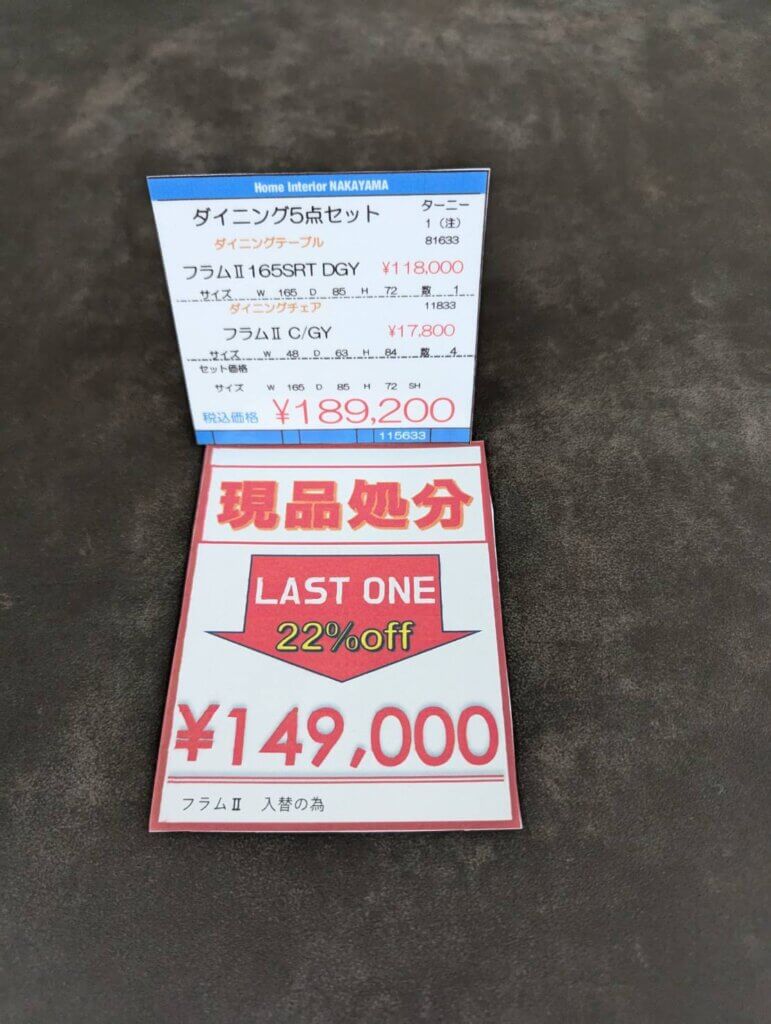 Home Interior NAKAYAMA
ダイニング5点セット ターニー
1（注）
ダイニングテーブル 81633
フラムⅡ165SRT DGY ¥118,000
サイズ W 165 D 85 H 72 数 1
ダイニングチェア 11833
フラムⅡ C/GY ¥17,800
サイズ W 48 D 63 H 84 数 4
セット価格
サイズ W 165 D 85 H 72 SH
税込価格 ¥189,200
115633
現品処分
LAST ONE
22%off
¥149,000
フラムⅡ 入替の為